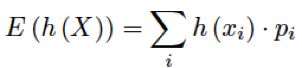 E (h (X)) = ∑_i h (x_i) · p_i